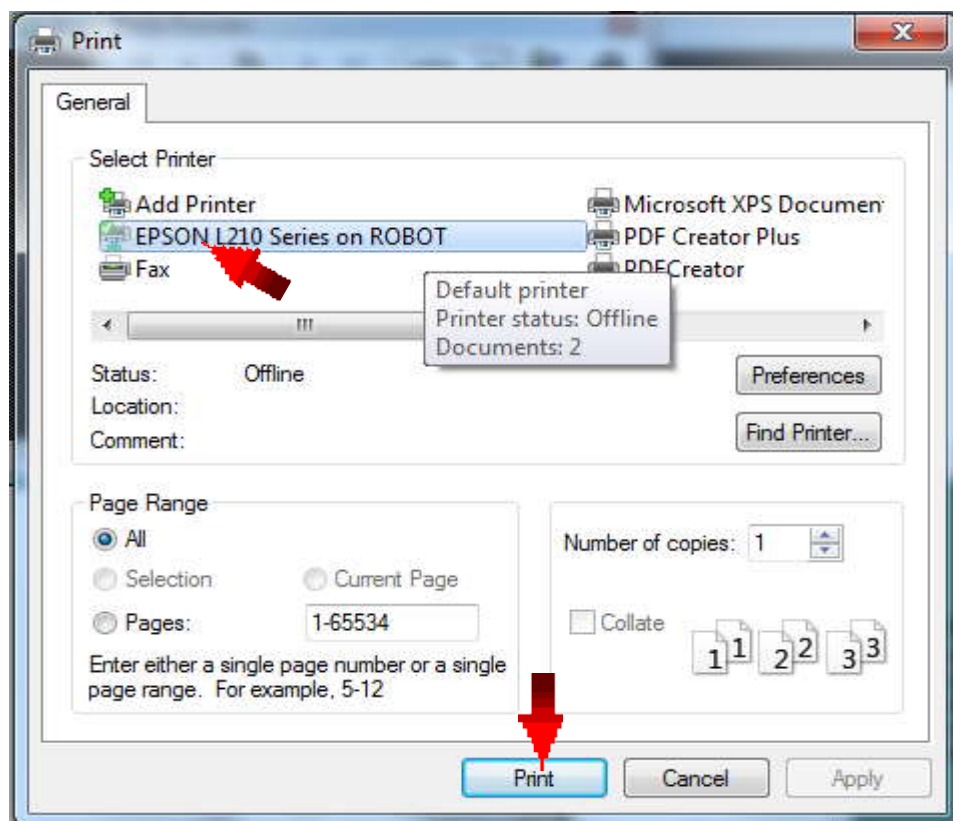 Print
General
Select Printer
Add Printer
EPSON L210 Series on ROBOT
Fax
Microsoft XPS Documen
PDF Creator Plus
PDFCreator
Default printer
Printer status: Offline
Documents: 2
Status: Offline
Location:
Comment:
Preferences
Find Printer...
Page Range
All
Selection Current Page
Pages: 1-65534
Enter either a single page number or a single
page range. For example, 5-12
Number of copies: 1
Collate
1 1 2 2 3 3
Print Cancel Apply